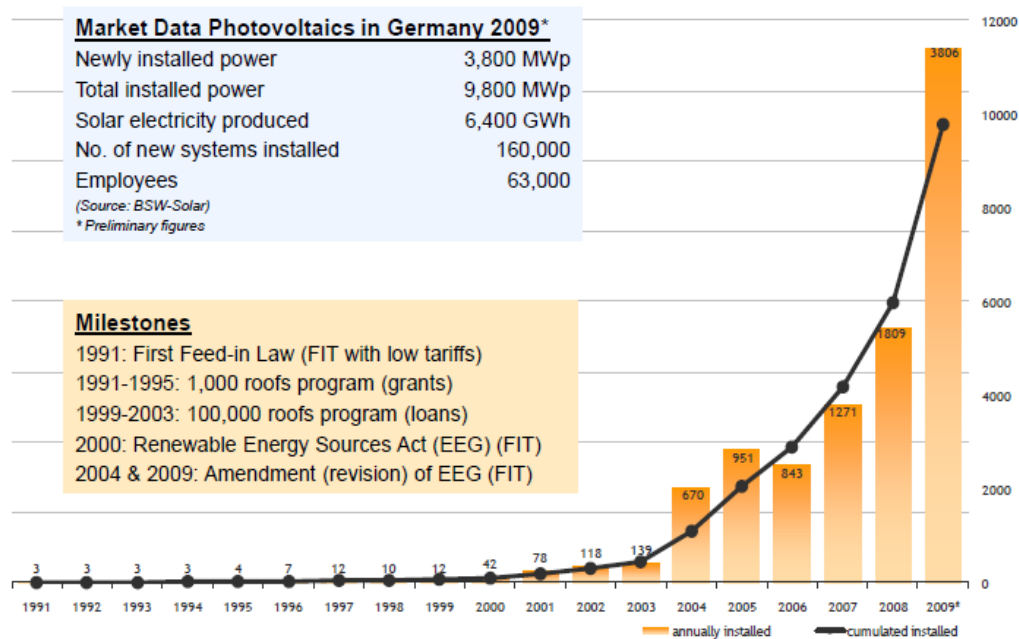 Market Data Photovoltaics in Germany 2009*
Newly installed power 3,800 MWp
Total installed power 9,800 MWp
Solar electricity produced 6,400 GWh
No. of new systems installed 160,000
Employees 63,000
(Source: BSW-Solar)
* Preliminary figures
Milestones
1991: First Feed-in Law (FIT with low tariffs)
1991-1995: 1,000 roofs program (grants)
1999-2003: 100,000 roofs program (loans)
2000: Renewable Energy Sources Act (EEG) (FIT)
2004 & 2009: Amendment (revision) of EEG (FIT)
12000
10000
8000
6000
4000
2000
0
3 3 3 3 4 7 12 10 12 42 78 118 139 670 951 843 1271 1809 3806
1991 1992 1993 1994 1995 1996 1997 1998 1999 2000 2001 2002 2003 2004 2005 2006 2007 2008 2009*
annually installed cumulated installed